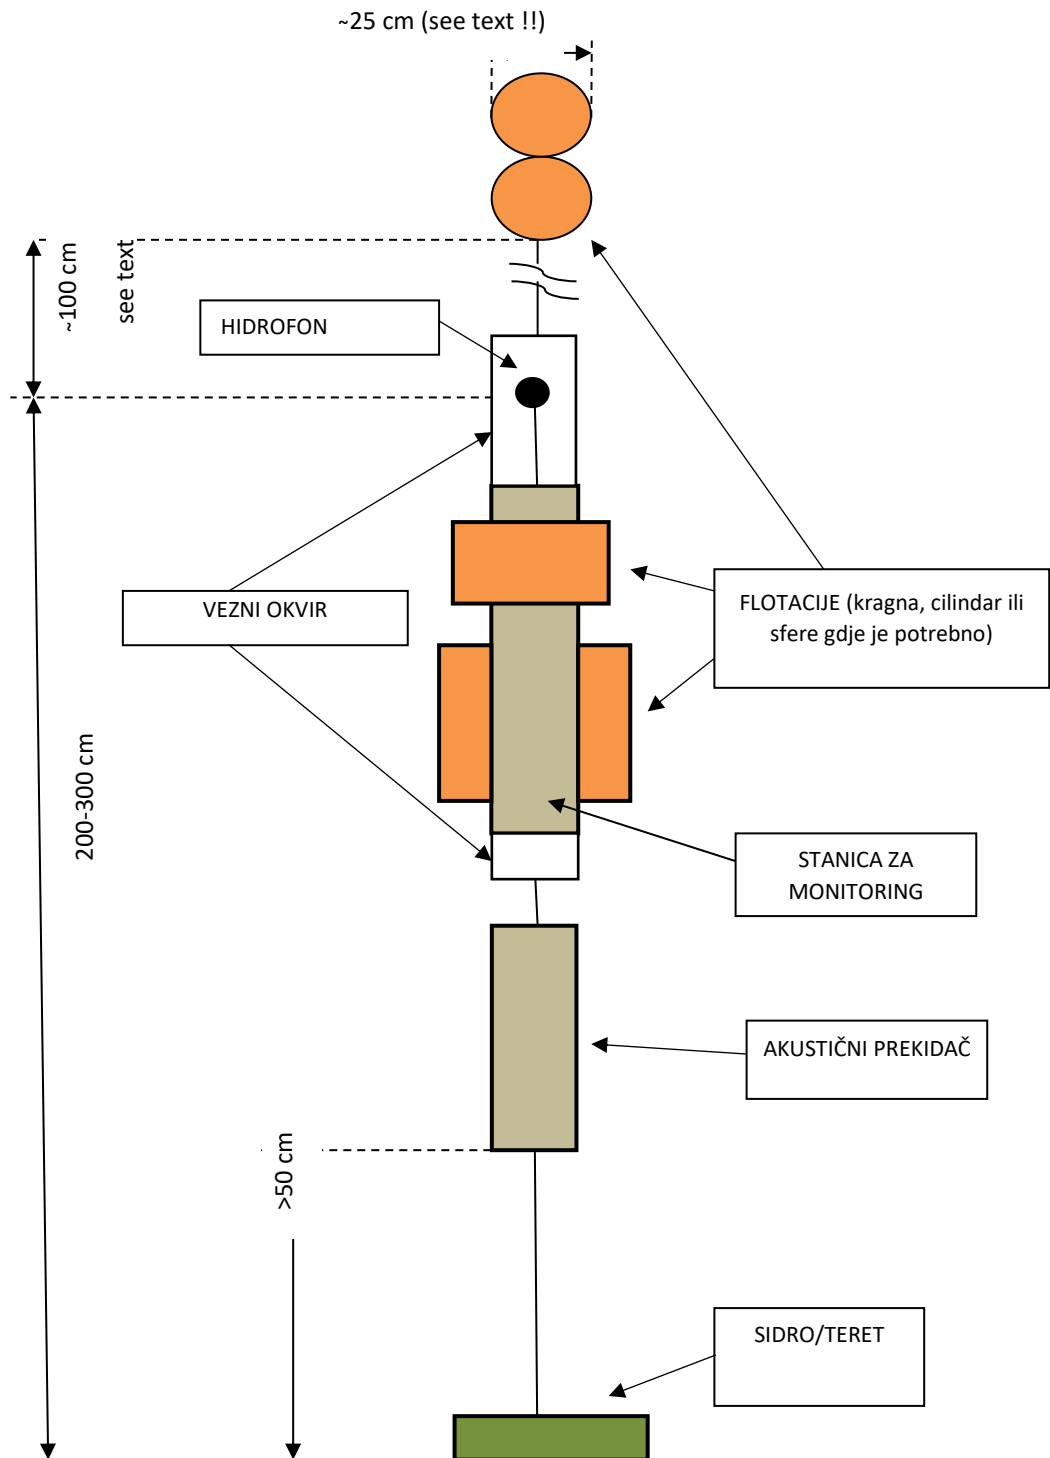 ~25 cm (see text !!)
~100 cm
see text
HIDROFON
VEZNI OKVIR
FLOTACIJE (kragna, cilindar ili
sfere gdje je potrebno)
200-300 cm
STANICA ZA
MONITORING
AKUSTIČNI PREKIDAČ
>50 cm
SIDRO/TERET